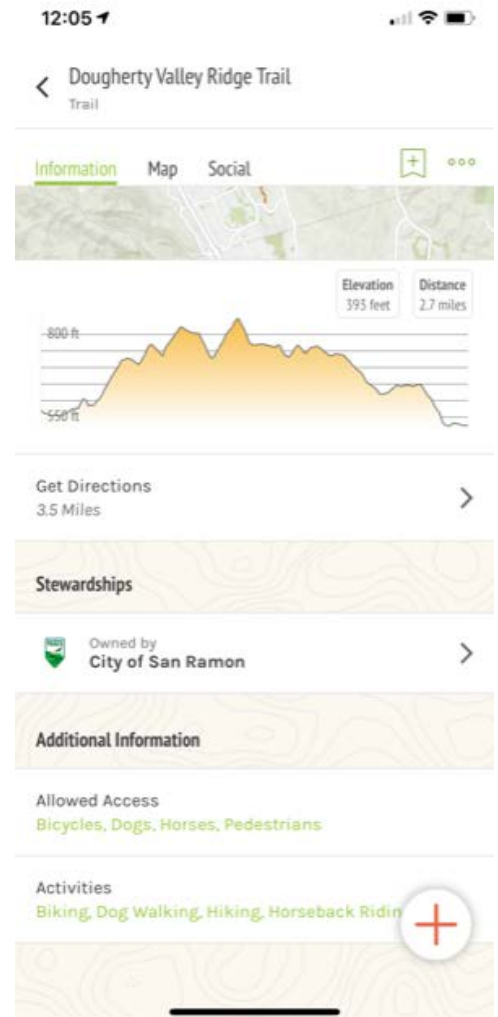 12:05
Dougherty Valley Ridge Trail
Trail
Information Map Social
Elevation
393 feet
Distance
2.7 miles
800 ft
550 ft
Get Directions
3.5 Miles
Stewardships
Owned by
City of San Ramon
Additional Information
Allowed Access
Bicycles, Dogs, Horses, Pedestrians
Activities
Biking, Dog Walking, Hiking, Horseback Ridin